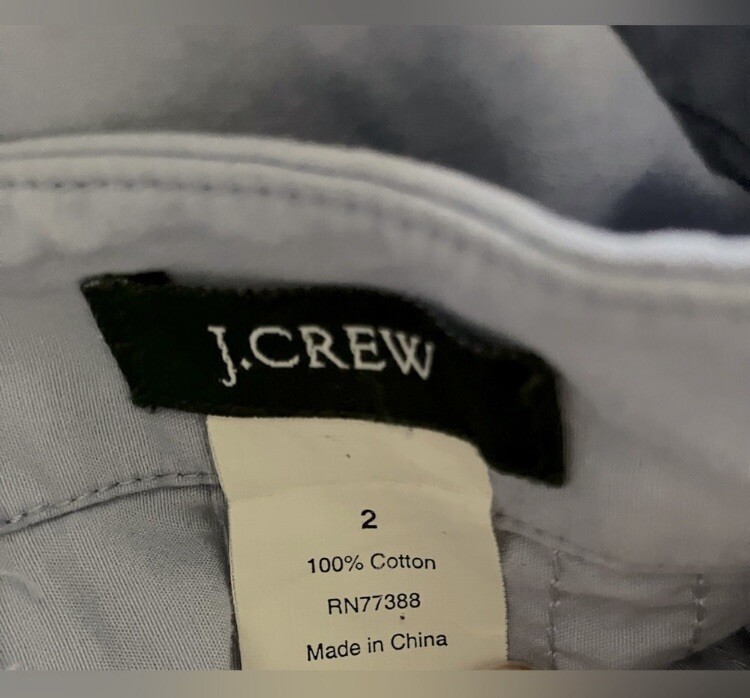 J.CREW
2
100% Cotton
RN77388
Made in China